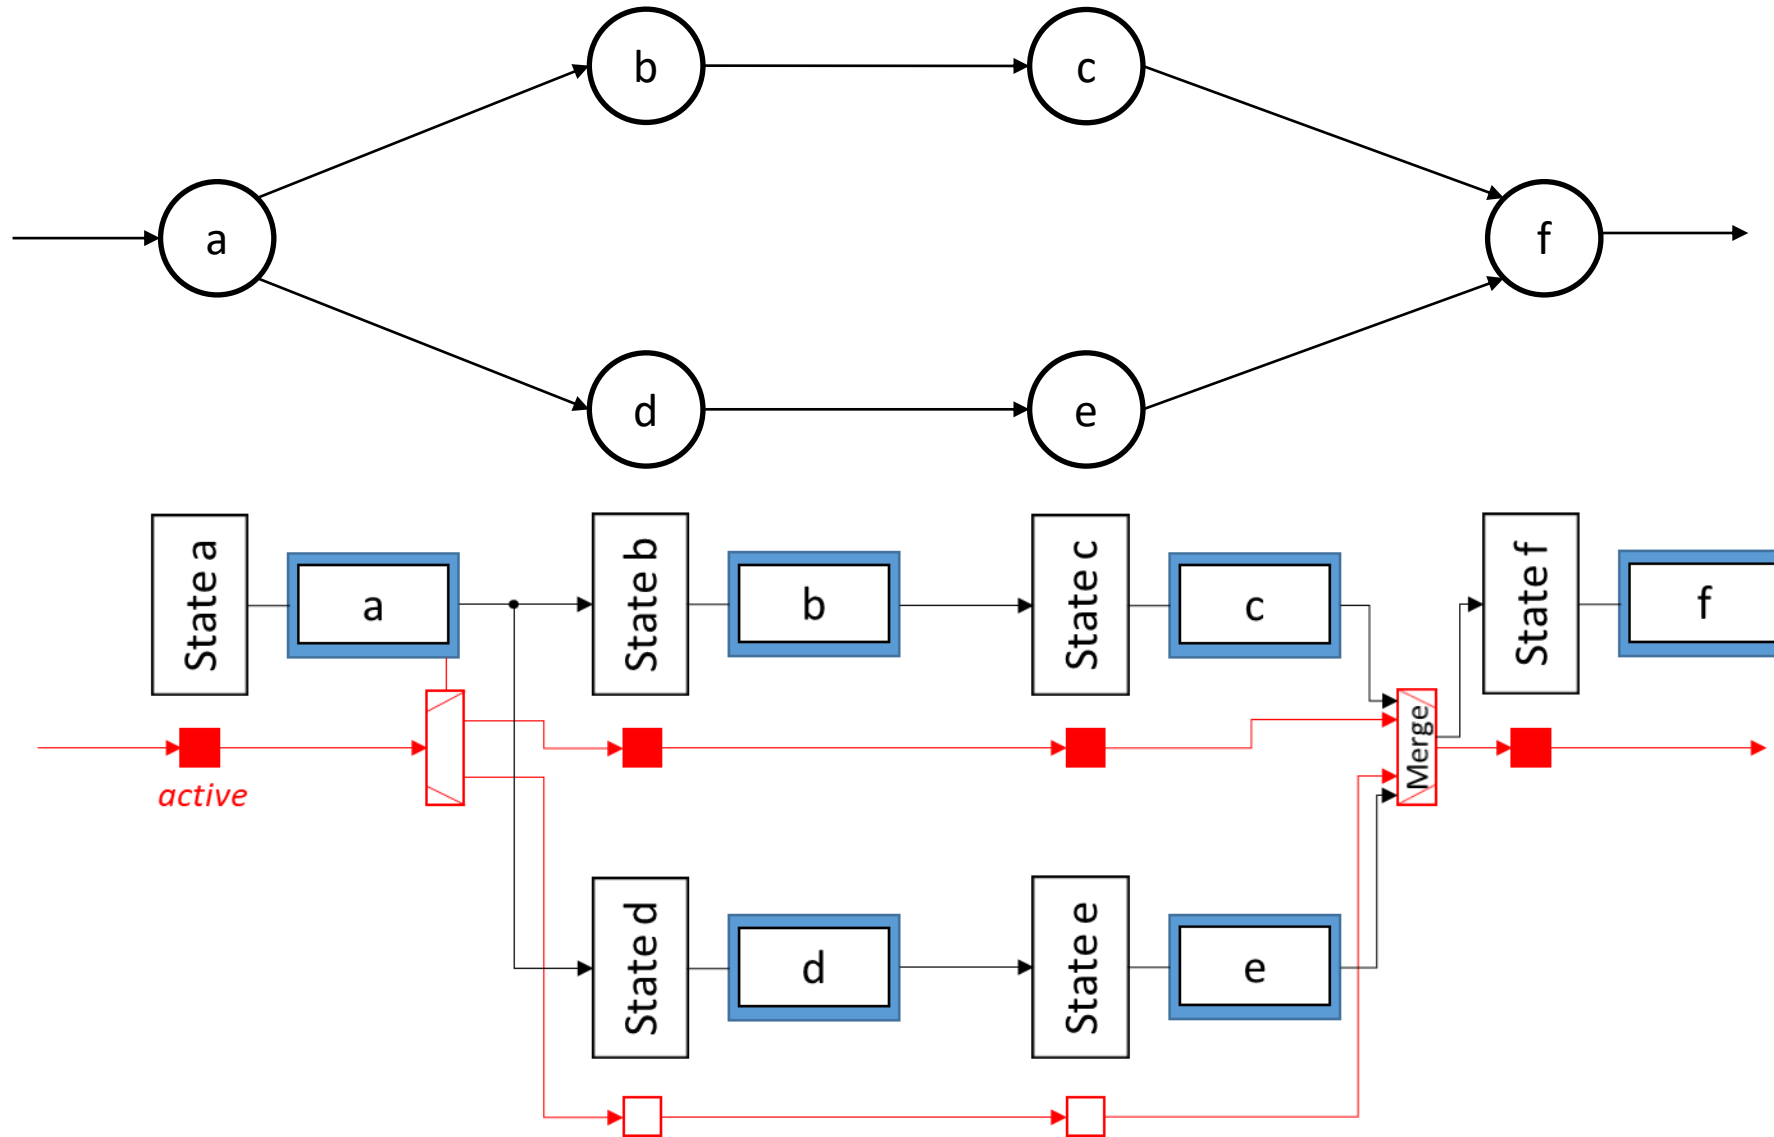 b
c
a
f
d
e
State a
a
State b
b
State c
c
State f
f
Merge
active
State d
d
State e
e